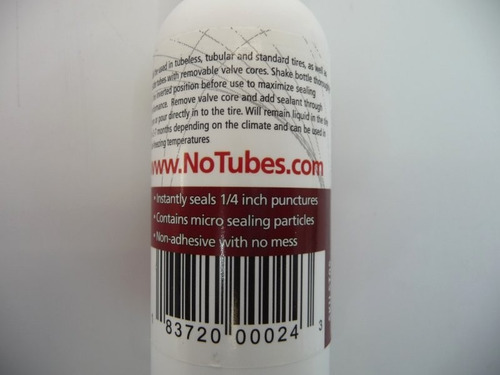 used in tubeless, tubular and standard tires, as well as
tubes with removable valve cores. Shake bottle thoroughly
inverted position before use to maximize sealing
Remove valve core and add sealant through
or pour directly in to the tire. Will remain liquid in the tire
months depending on the climate and can be used in
temperatures
www.NoTubes.com
• Instantly seals 1/4 inch punctures
• Contains micro sealing particles
• Non-adhesive with no mess
83720 00024 3